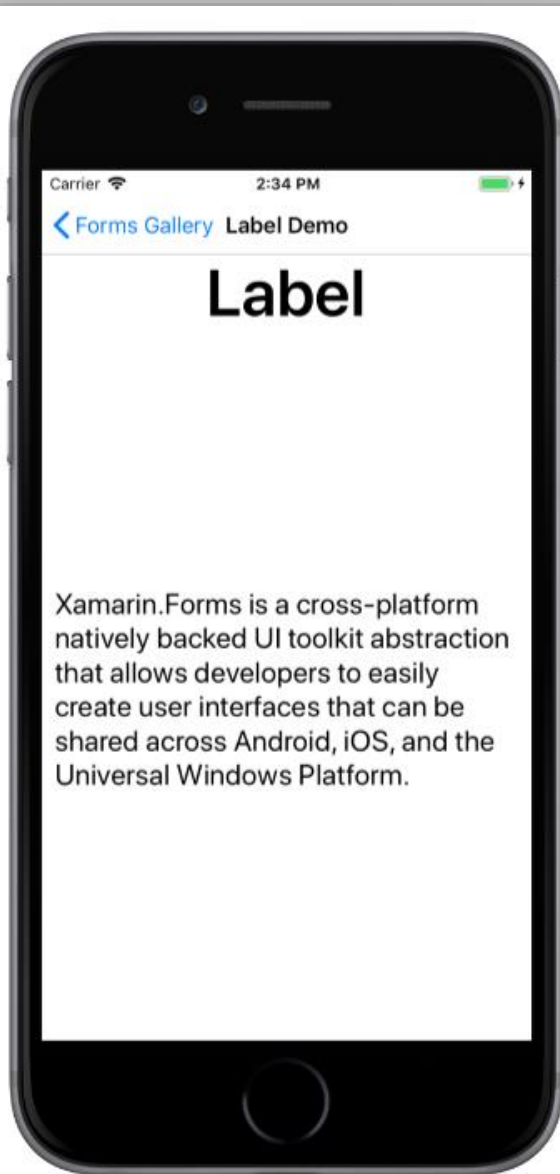 Carrier 2:34 PM
Forms Gallery Label Demo
Label
Xamarin.Forms is a cross-platform
natively backed UI toolkit abstraction
that allows developers to easily
create user interfaces that can be
shared across Android, iOS, and the
Universal Windows Platform.